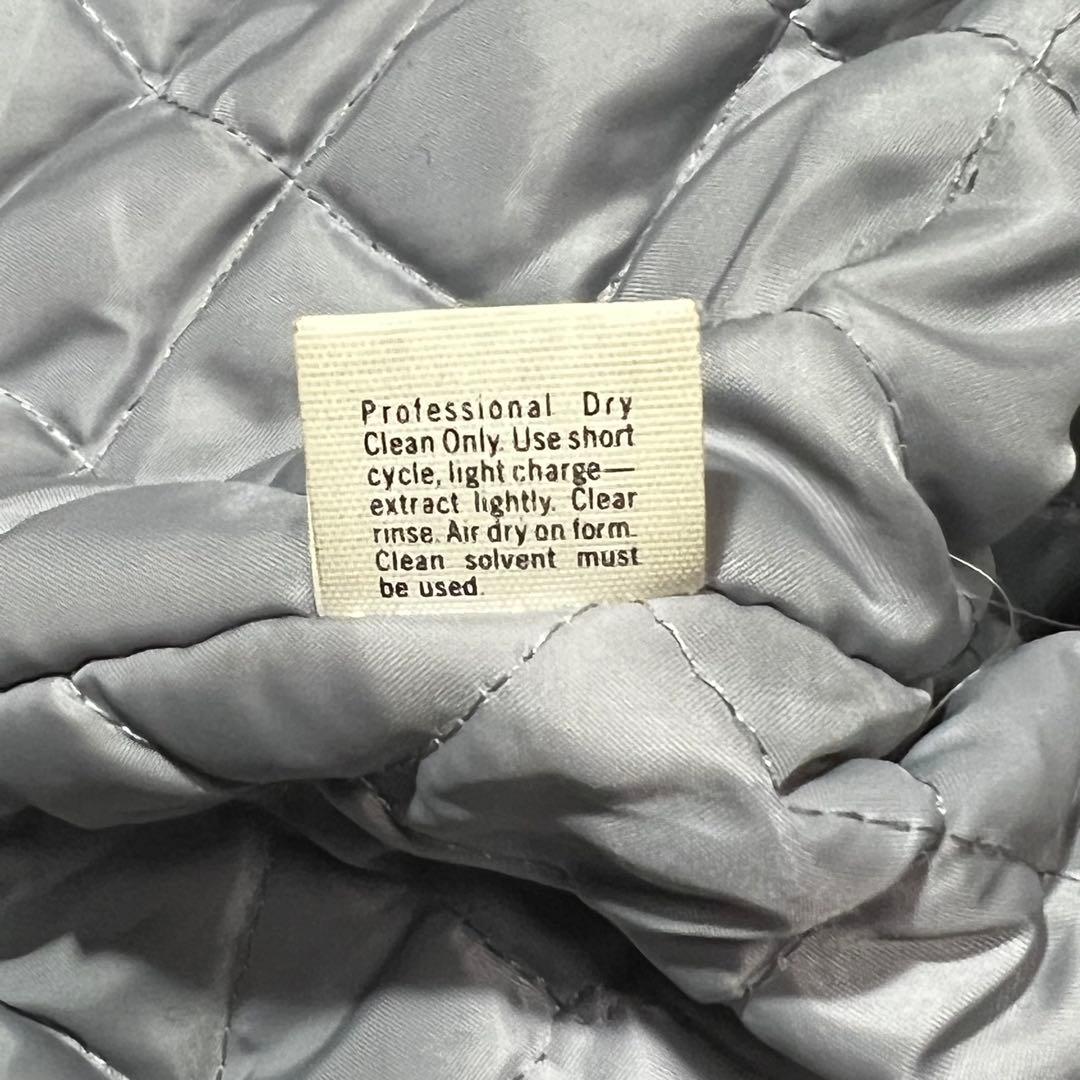 Professional Dry
Clean Only. Use short
cycle, light charge—
extract lightly. Clear
rinse. Air dry on form.
Clean solvent must
be used.